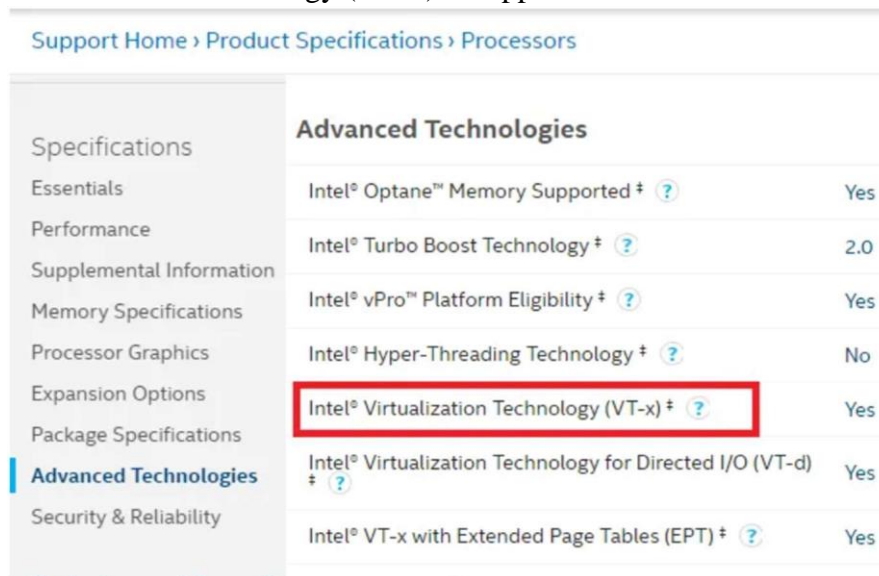 Support Home › Product Specifications › Processors
Specifications
Essentials
Performance
Supplemental Information
Memory Specifications
Processor Graphics
Expansion Options
Package Specifications
Advanced Technologies
Security & Reliability
Advanced Technologies
Intel® Optane™ Memory Supported ‡ ? Yes
Intel® Turbo Boost Technology ‡ ? 2.0
Intel® vPro™ Platform Eligibility ‡ ? Yes
Intel® Hyper-Threading Technology ‡ ? No
Intel® Virtualization Technology (VT-x) ‡ ? Yes
Intel® Virtualization Technology for Directed I/O (VT-d) Yes
‡ ?
Intel® VT-x with Extended Page Tables (EPT) ‡ ? Yes